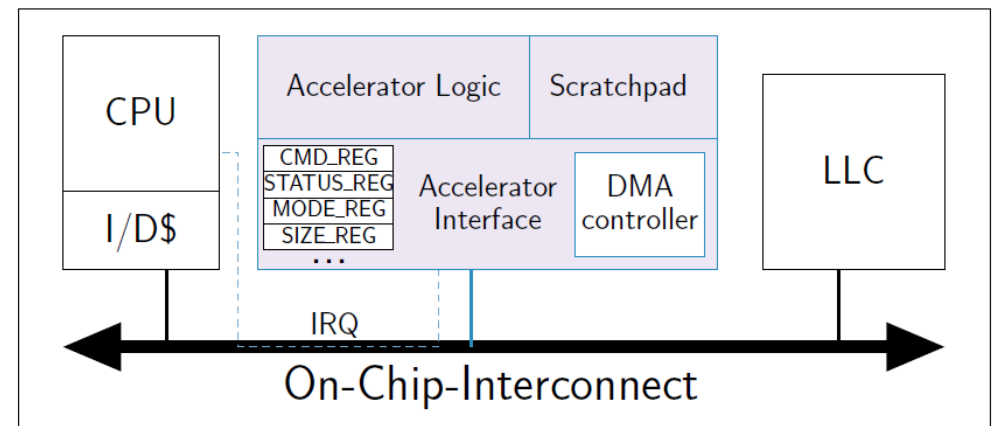 CPU
I/D$
Accelerator Logic
Scratchpad
CMD_REG
STATUS_REG
MODE_REG
SIZE_REG
...
Accelerator
Interface
DMA
controller
LLC
IRQ
On-Chip-Interconnect